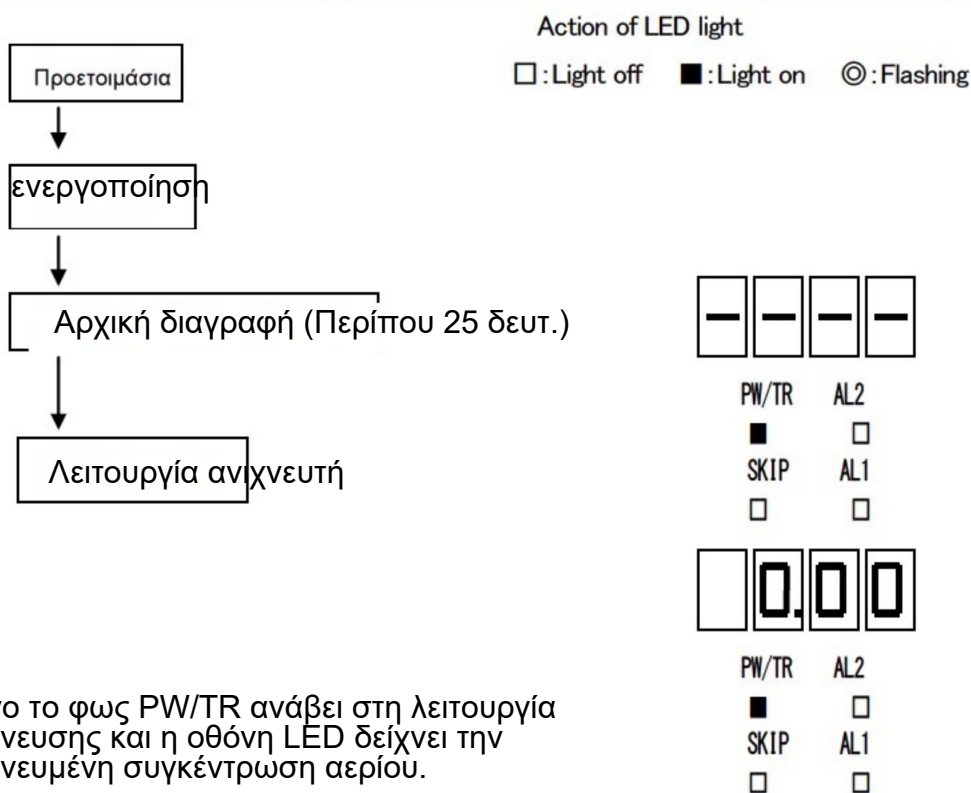 Action of LED light
□:Light off ■:Light on ◎:Flashing
Προετοιμάσια
ενεργοποίηση
Αρχική διαγραφή (Περίπου 25 δευτ.)
- - - -
PW/TR AL2
■ □
SKIP AL1
□ □
Λειτουργία ανιχνευτή
0.00
PW/TR AL2
■ □
SKIP AL1
□ □
το φως PW/TR ανάβει στη λειτουργία
και η οθόνη LED δείχνει την
συγκέντρωση αερίου.